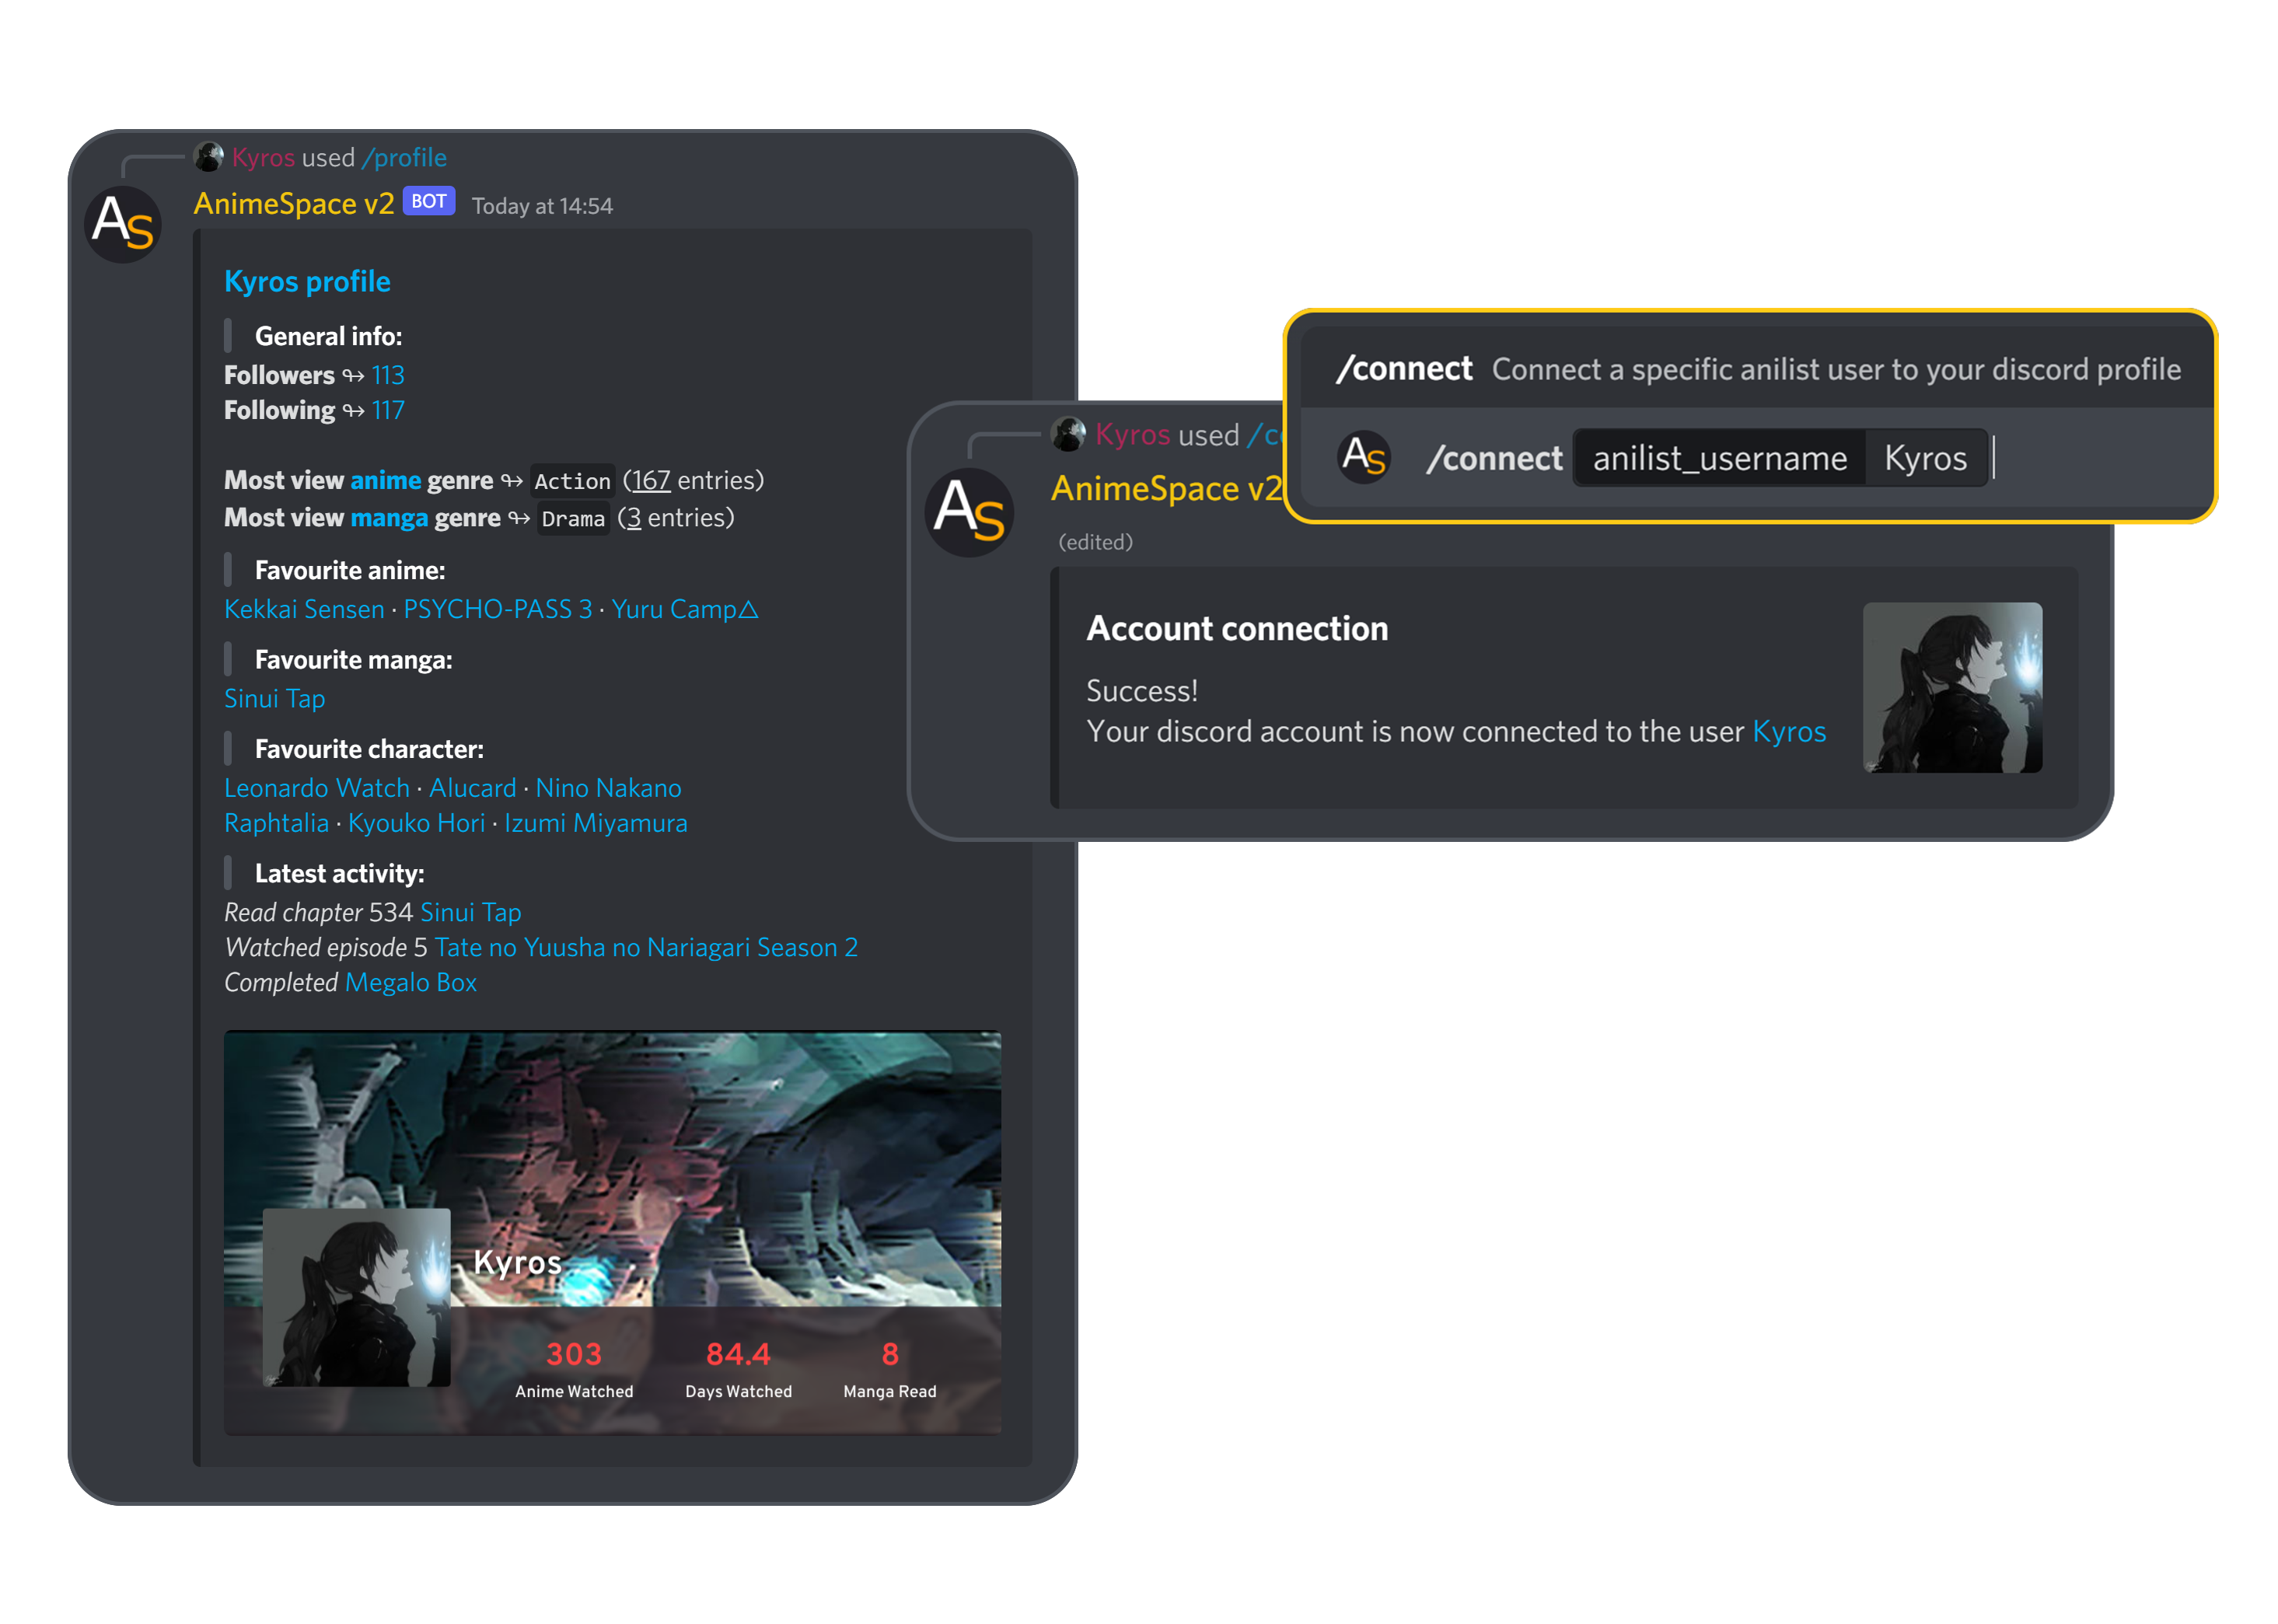 Kyros used /profile
As
AnimeSpace v2 BOT Today at 14:54
Kyros profile
General info:
Followers ↬ 113
Following ↬ 117
Most view anime genre ↬ Action (167 entries)
Most view manga genre ↬ Drama (3 entries)
Favourite anime:
Kekkai Sensen · PSYCHO-PASS 3 · Yuru Camp△
Favourite manga:
Sinui Tap
Favourite character:
Leonardo Watch · Alucard · Nino Nakano
Raphtalia · Kyouko Hori · Izumi Miyamura
Latest activity:
Read chapter 534 Sinui Tap
Watched episode 5 Tate no Yuusha no Nariagari Season 2
Completed Megalo Box
Kyros
303 84.4 8
Anime Watched Days Watched Manga Read
/connect Connect a specific anilist user to your discord profile
As /connect anilist_username Kyros
Kyros used
As
AnimeSpace v2
(edited)
Account connection
Success!
Your discord account is now connected to the user Kyros